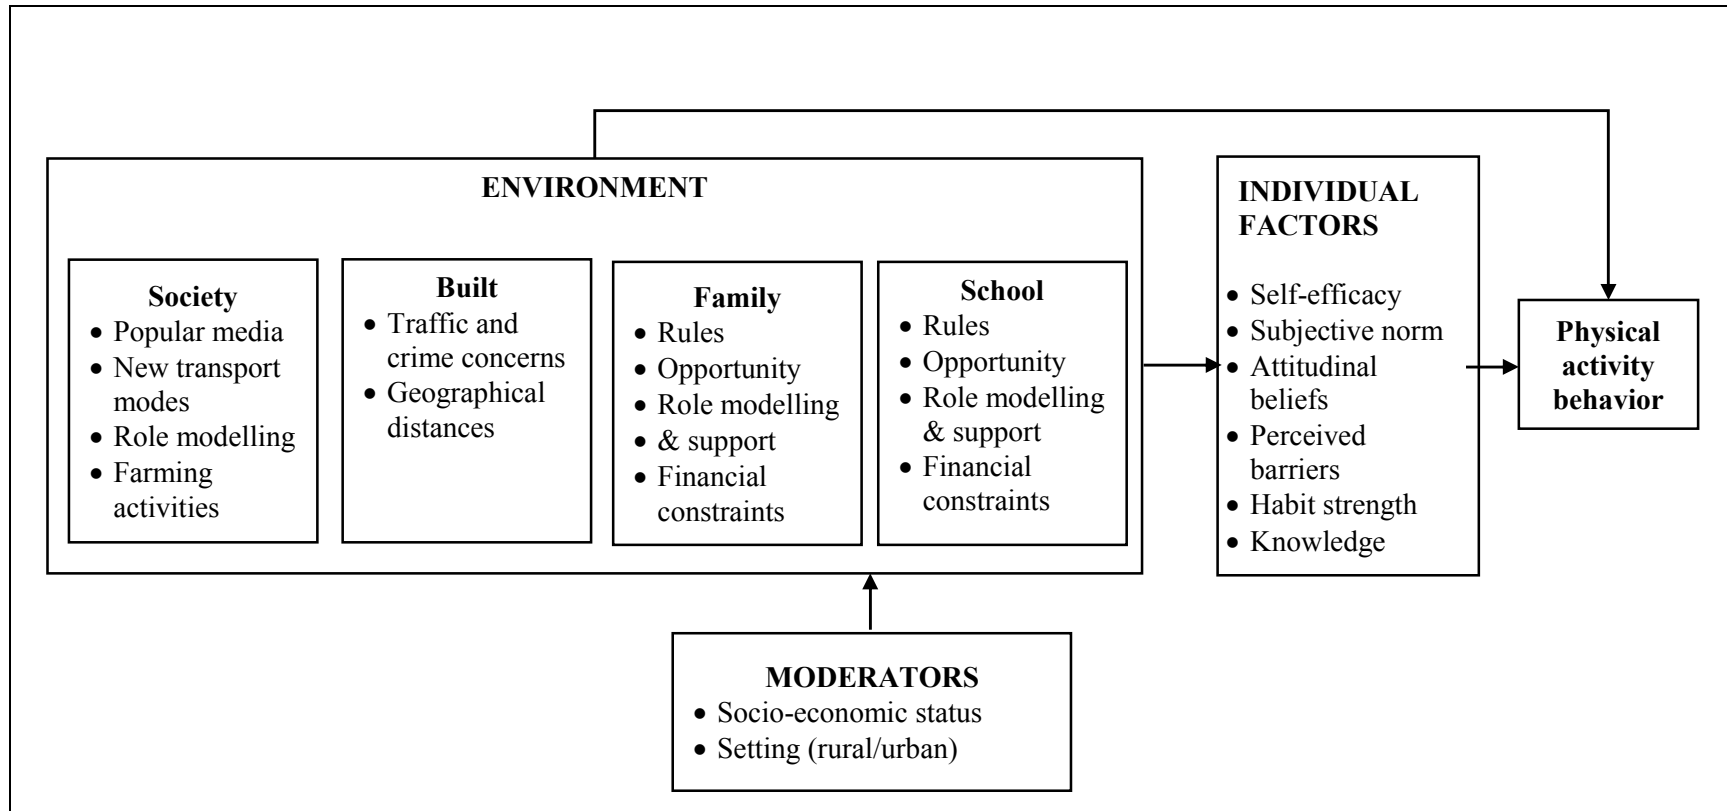 ENVIRONMENT
Society
• Popular media
• New transport
modes
• Role modelling
• Farming
activities
Built
• Traffic and
crime concerns
• Geographical
distances
Family
• Rules
• Opportunity
• Role modelling
• & support
• Financial
constraints
School
• Rules
• Opportunity
• Role modelling
& support
• Financial
constraints
INDIVIDUAL
FACTORS
• Self-efficacy
• Subjective norm
• Attitudinal
beliefs
• Perceived
barriers
• Habit strength
• Knowledge
Physical
activity
behavior
MODERATORS
• Socio-economic status
• Setting (rural/urban)